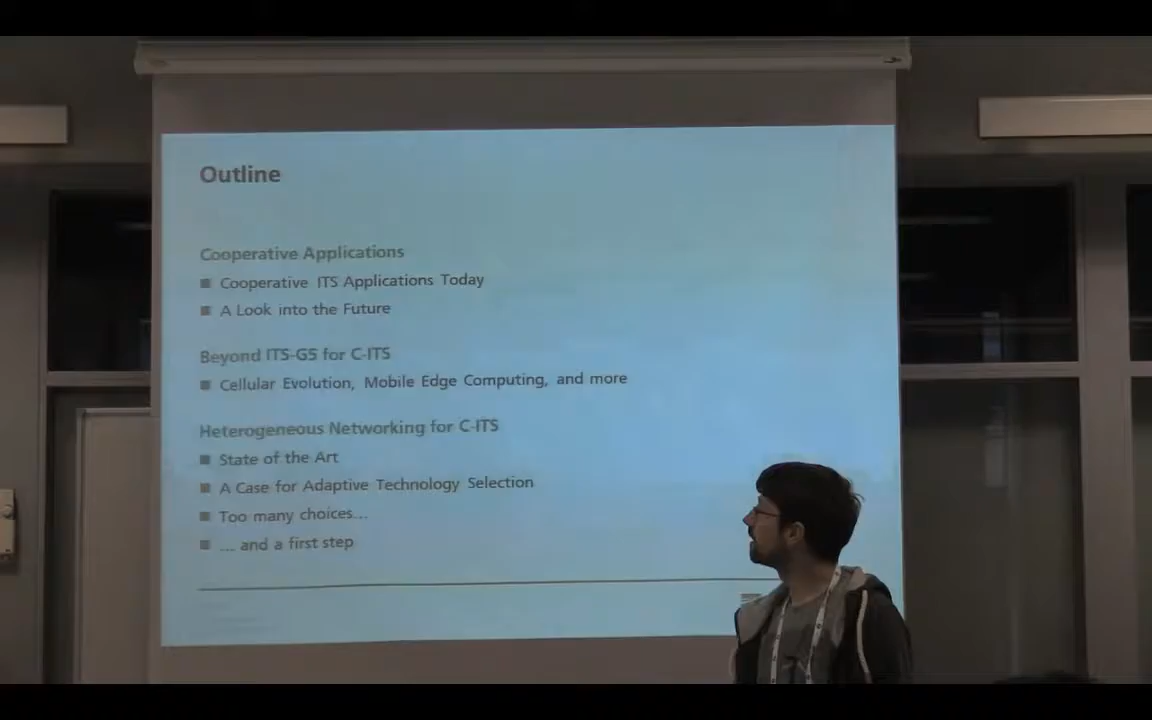 Outline
Cooperative Applications
Cooperative ITS Applications Today
A Look into the Future
Beyond ITS-G5 for C-ITS
Cellular Evolution, Mobile Edge Computing, and more
Heterogeneous Networking for C-ITS
State of the Art
A Case for Adaptive Technology Selection
Too many choices...
... and a first step